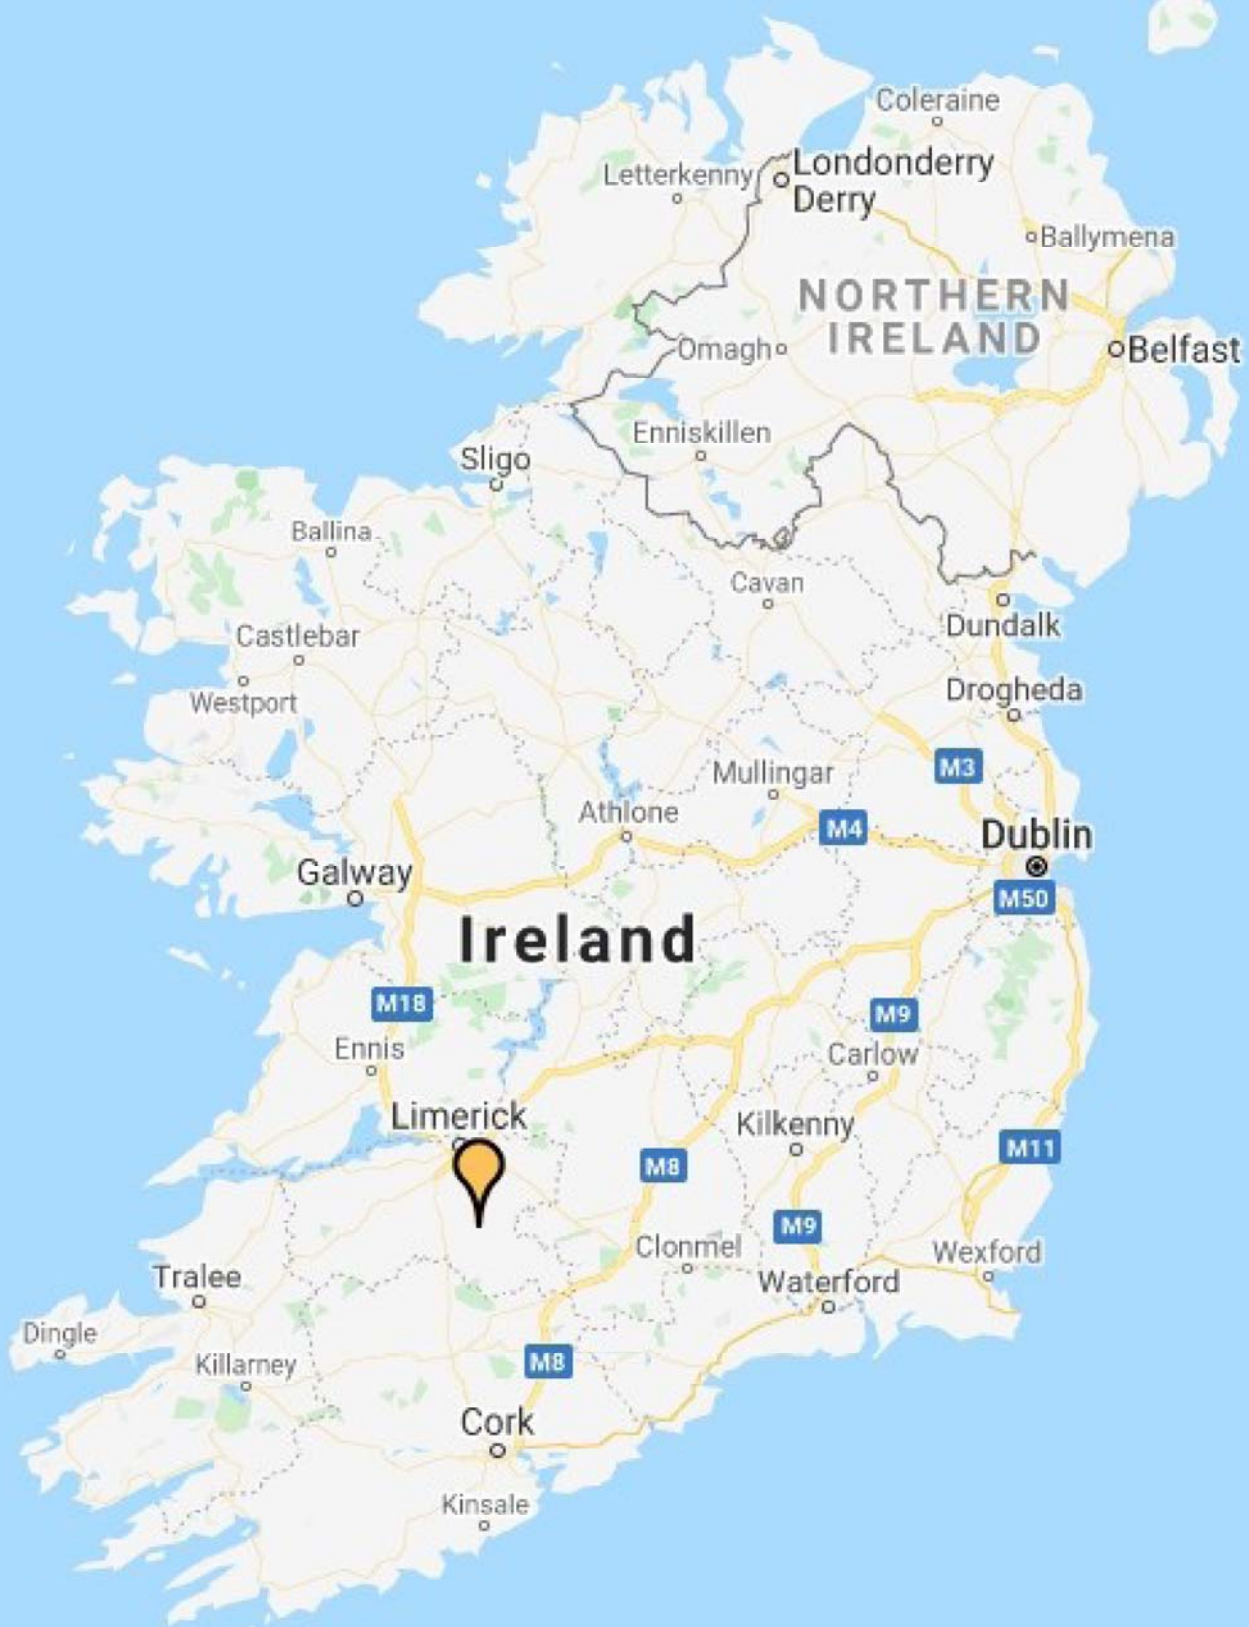 Coleraine
Londonderry
Derry
Letterkenny
Ballymena
NORTHERN
IRELAND
Omagh
Belfast
Enniskillen
Sligo
Ballina
Cavan
Dundalk
Castlebar
Westport
Drogheda
M3
Mullingar
Athlone
M4
Dublin
Galway
M50
Ireland
M18
M9
Ennis
Carlow
Limerick
Kilkenny
M11
M8
M9
Clonmel
Wexford
Tralee
Waterford
Dingle
Killarney
M8
Cork
Kinsale